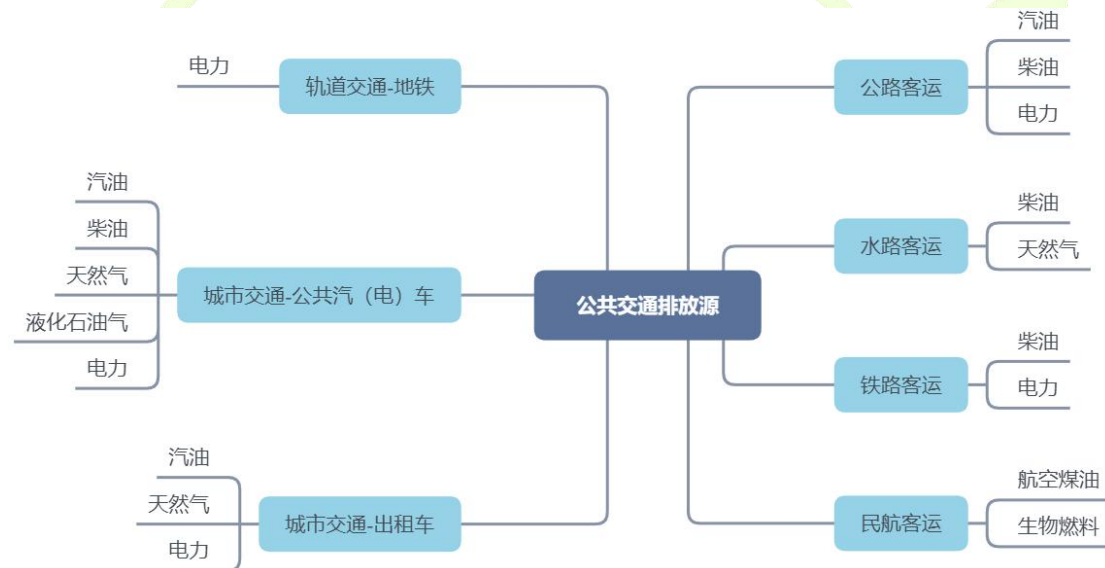 电力
轨道交通-地铁
汽油
柴油
天然气
液化石油气
电力
城市交通-公共汽（电）车
汽油
天然气
电力
城市交通-出租车
公共交通排放源
公路客运
汽油
柴油
电力
水路客运
柴油
天然气
铁路客运
柴油
电力
民航客运
航空煤油
生物燃料